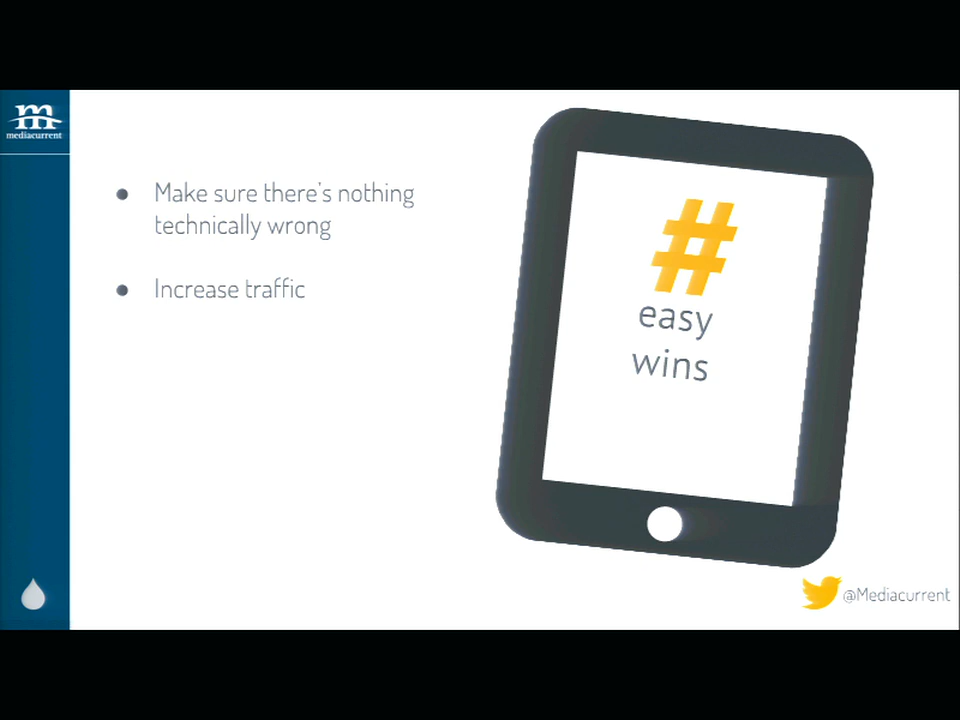 m
mediacurrent
● Make sure there's nothing
technically wrong
● Increase traffic
#
easy
wins
@Mediacurrent